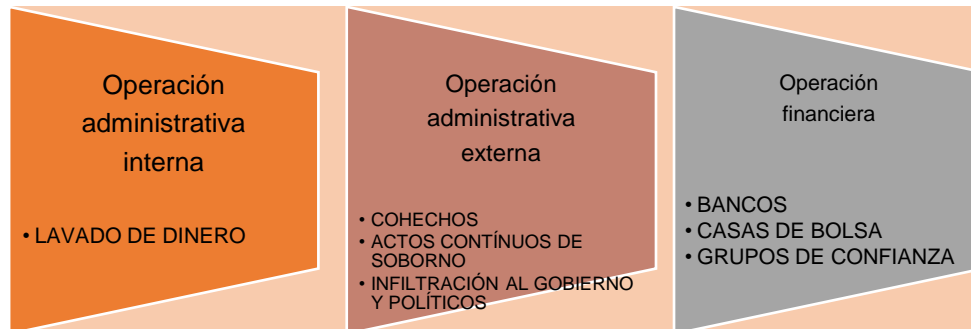 Operación
administrativa
interna
• LAVADO DE DINERO
Operación
administrativa
externa
• COHECHOS
• ACTOS CONTÍNUOS DE
SOBORNO
• INFILTRACIÓN AL GOBIERNO
Y POLÍTICOS
Operación
financiera
• BANCOS
• CASAS DE BOLSA
• GRUPOS DE CONFIANZA